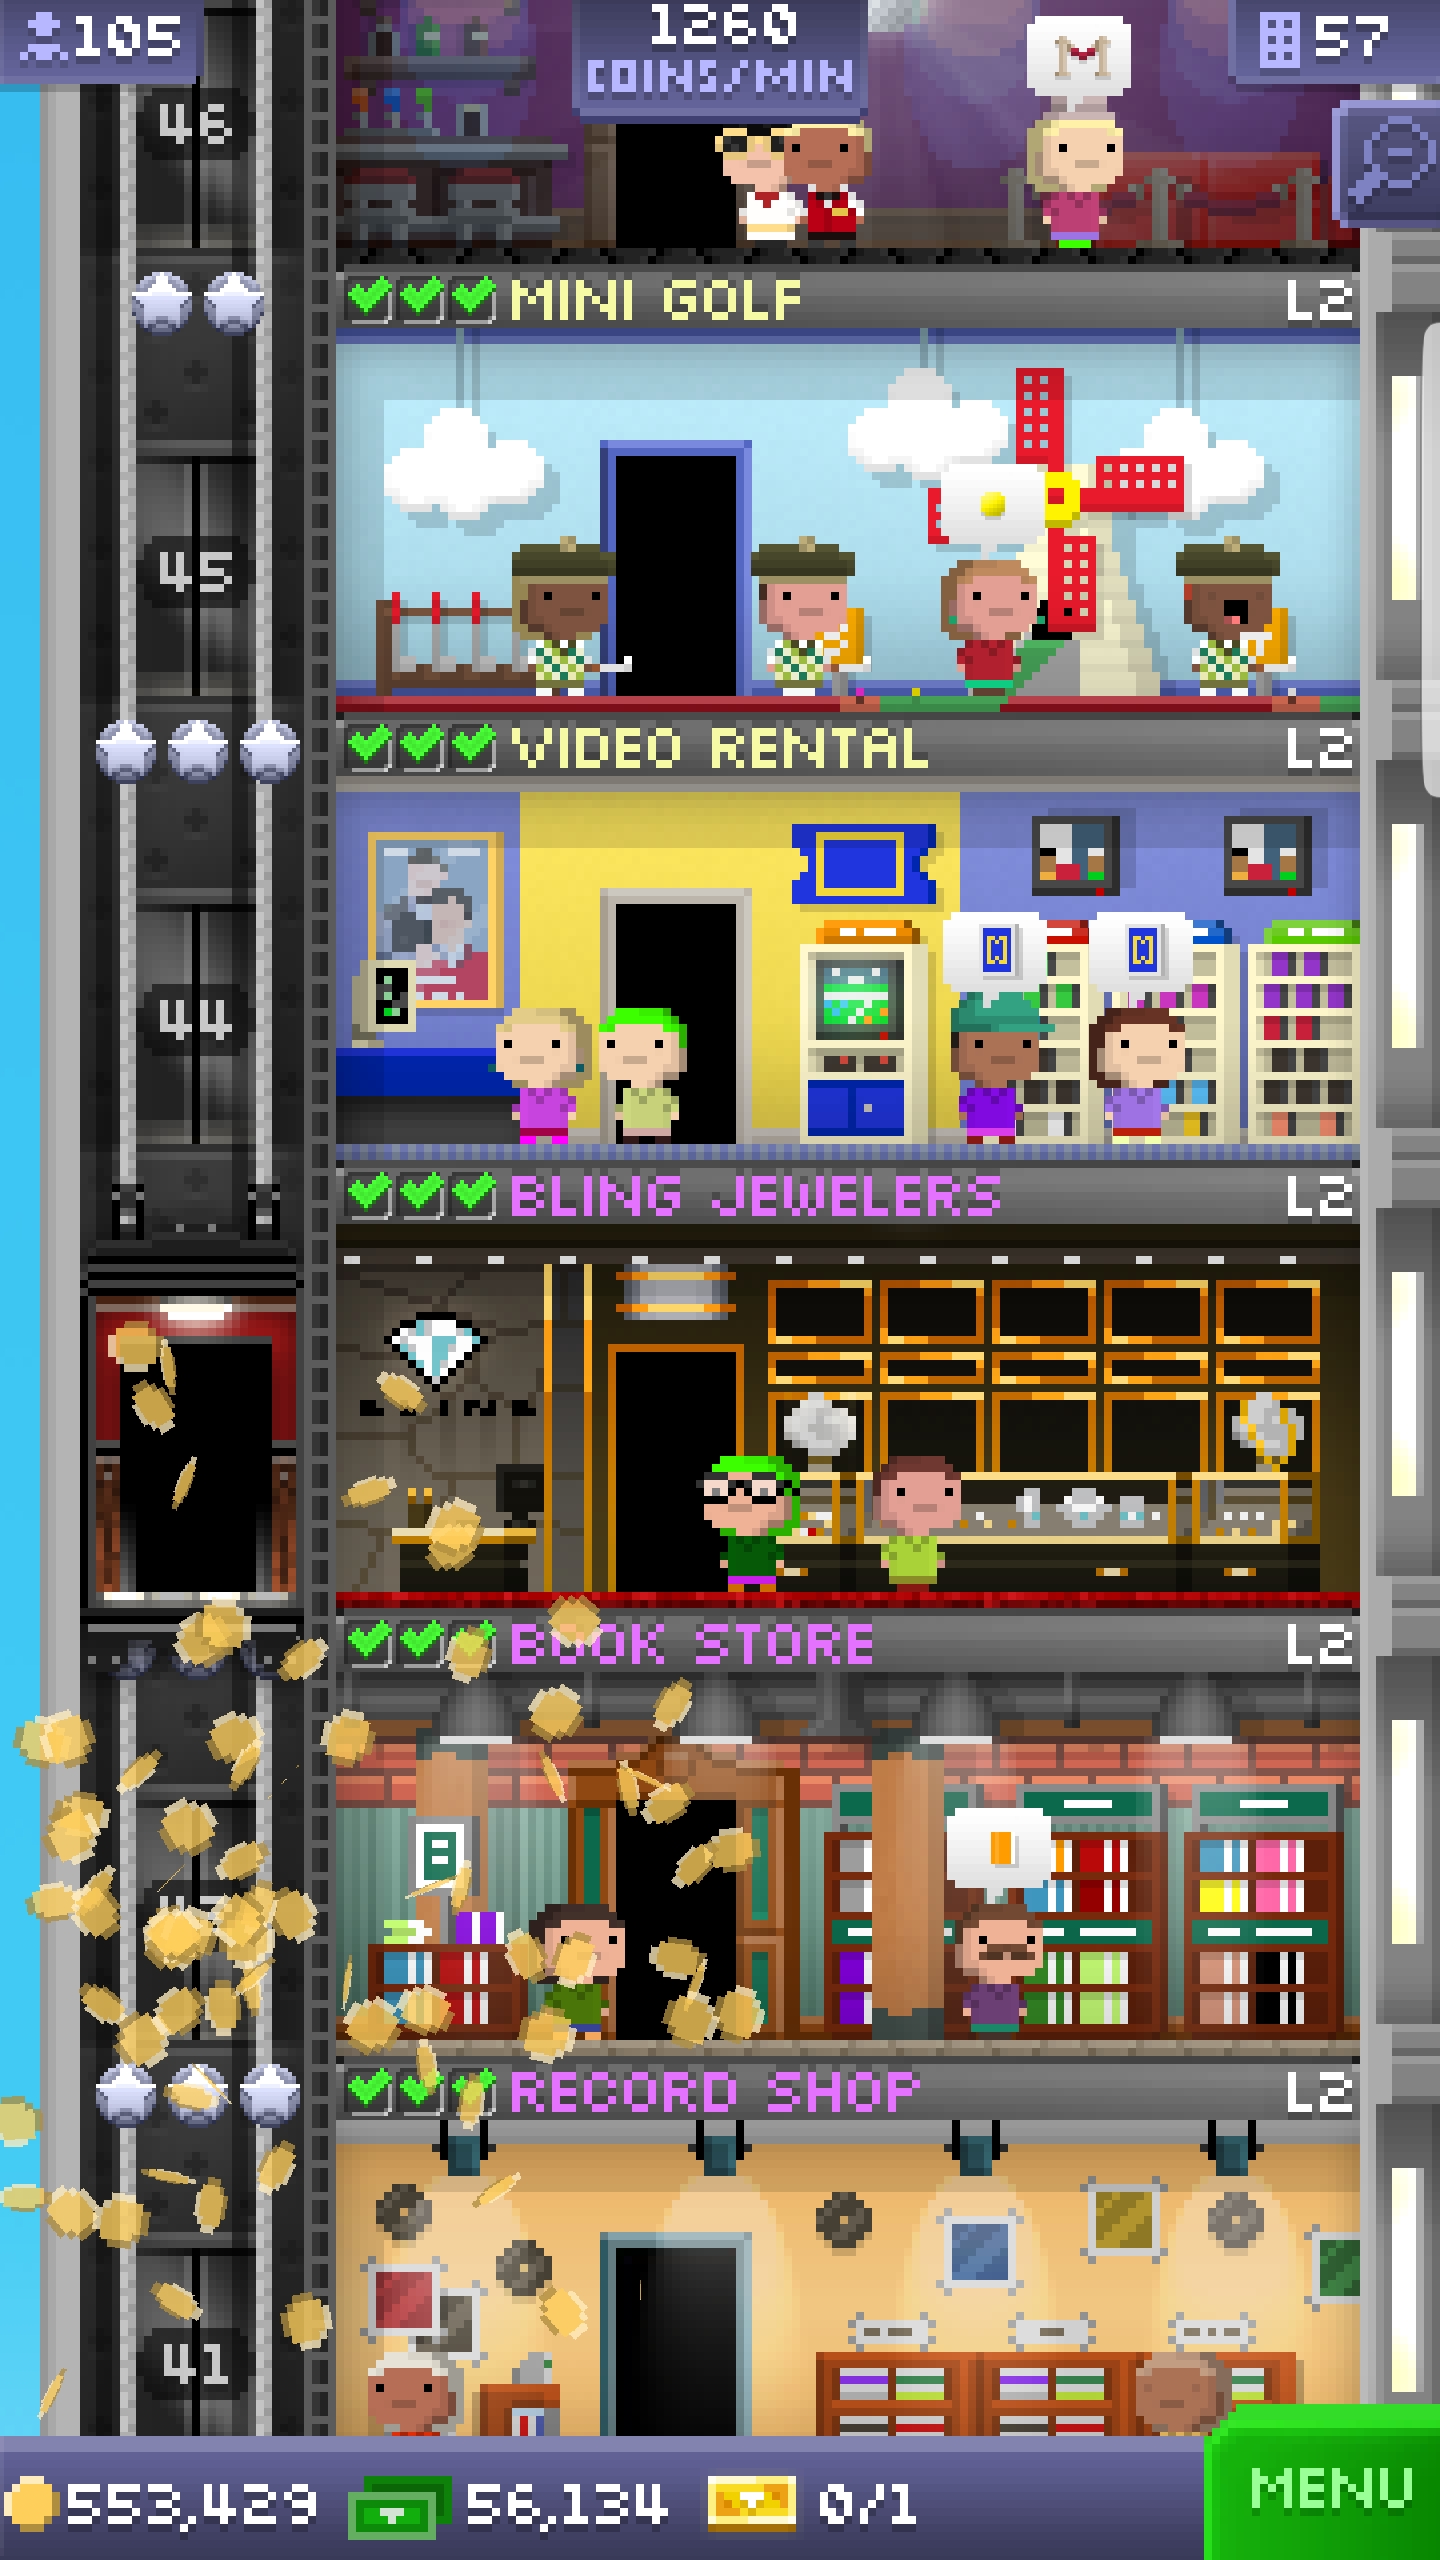 105
1260
COINS/MIN
57
46
MINI GOLF L2
45
VIDEO RENTAL L2
44
BLING JEWELERS L2
BOOK STORE L2
B
RECORD SHOP L2
41
553,429 56,134 0/1 MENU